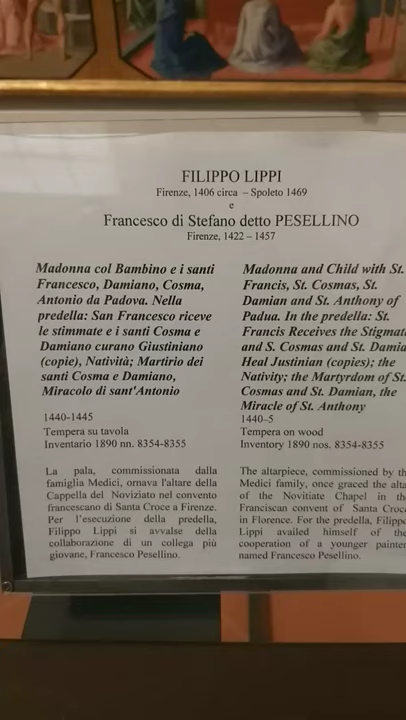 FILIPPO LIPPI
Firenze, 1406 circa – Spoleto 1469
e
Francesco di Stefano detto PESELLINO
Firenze, 1422 – 1457
Madonna col Bambino e i santi
Francesco, Damiano, Cosma,
Antonio da Padova. Nella
predella: San Francesco riceve
le stimmate e i santi Cosma e
Damiano curano Giustiniano
(copie), Natività; Martirio dei
santi Cosma e Damiano,
Miracolo di sant'Antonio
1440-1445
Tempera su tavola
Inventario 1890 nn. 8354-8355
La pala, commissionata dalla
famiglia Medici, ornava l'altare della
Cappella del Noviziato nel convento
francescano di Santa Croce a Firenze.
Per l'esecuzione della predella,
Filippo Lippi si avvalse della
collaborazione di un collega più
giovane, Francesco Pesellino.
Madonna and Child with St.
Francis, St. Cosmas, St.
Damian and St. Anthony of
Padua. In the predella: St.
Francis Receives the Stigmat
and S. Cosmas and St. Damia
Heal Justinian (copies); the
Nativity; the Martyrdom of St.
Cosmas and St. Damian, the
Miracle of St. Anthony
1440–5
Tempera on wood
Inventory 1890 nos. 8354-8355
The altarpiece, commissioned by th
Medici family, once graced the alta
of the Novitiate Chapel in th
Franciscan convent of Santa Croc
in Florence. For the predella, Filipp
Lippi availed himself of the
cooperation of a younger painter
named Francesco Pesellino.